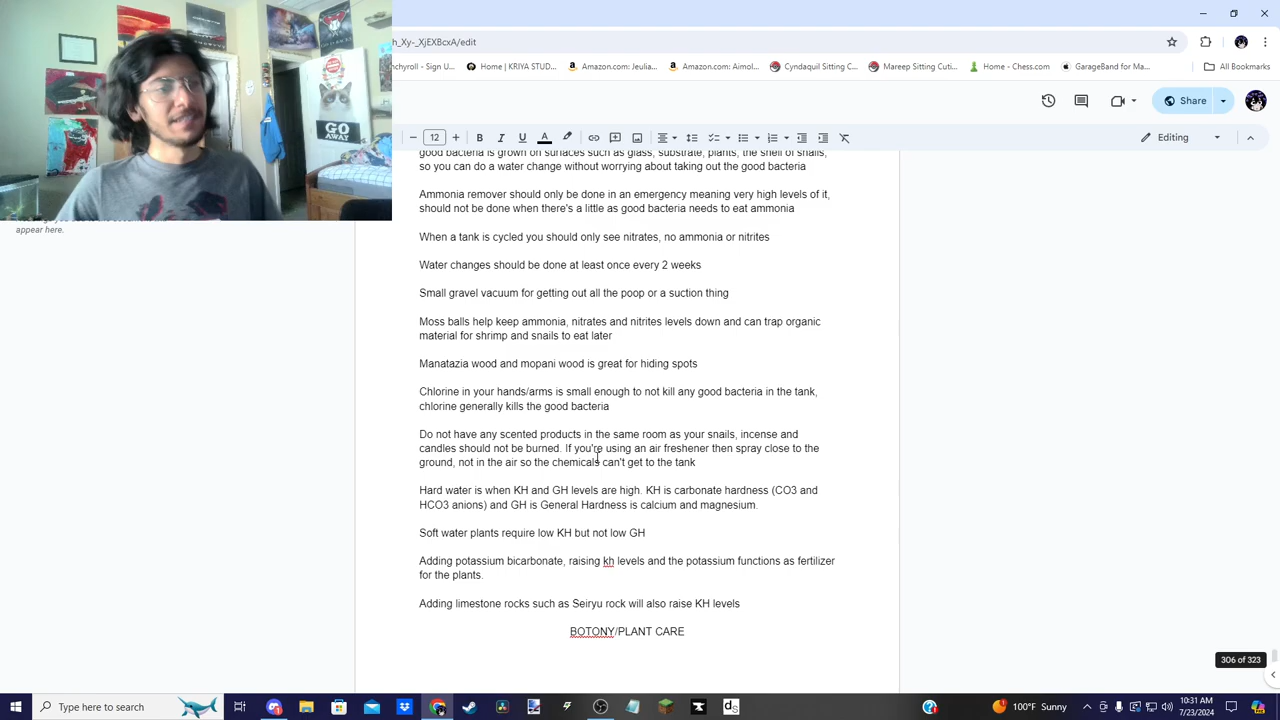 h_Xy-_XjEXBcxA/edit
nchyroll - Sign U...
Home | KRIYA STUD...
Amazon.com: Jeulia...
Amazon.com: Aimol...
Cyndaquil Sitting C...
Mareep Sitting Cuti...
Home - Chess.com
GarageBand for Ma...
All Bookmarks
Share
12
Editing
GO
AWAY
appear here.
good bacteria is grown on surfaces such as glass, substrate, plants, the shell of snails,
so you can do a water change without worrying about taking out the good bacteria
Ammonia remover should only be done in an emergency meaning very high levels of it,
should not be done when there's a little as good bacteria needs to eat ammonia
When a tank is cycled you should only see nitrates, no ammonia or nitrites
Water changes should be done at least once every 2 weeks
Small gravel vacuum for getting out all the poop or a suction thing
Moss balls help keep ammonia, nitrates and nitrites levels down and can trap organic
material for shrimp and snails to eat later
Manatazia wood and mopani wood is great for hiding spots
Chlorine in your hands/arms is small enough to not kill any good bacteria in the tank,
chlorine generally kills the good bacteria
Do not have any scented products in the same room as your snails, incense and
candles should not be burned. If you're using an air freshener then spray close to the
ground, not in the air so the chemicals can't get to the tank
Hard water is when KH and GH levels are high. KH is carbonate hardness (CO3 and
HCO3 anions) and GH is General Hardness is calcium and magnesium.
Soft water plants require low KH but not low GH
Adding potassium bicarbonate, raising kh levels and the potassium functions as fertilizer
for the plants.
Adding limestone rocks such as Seiryu rock will also raise KH levels
BOTONY/PLANT CARE
306 of 323
Type here to search
ds
100°F Sunny
10:31 AM
7/23/2024